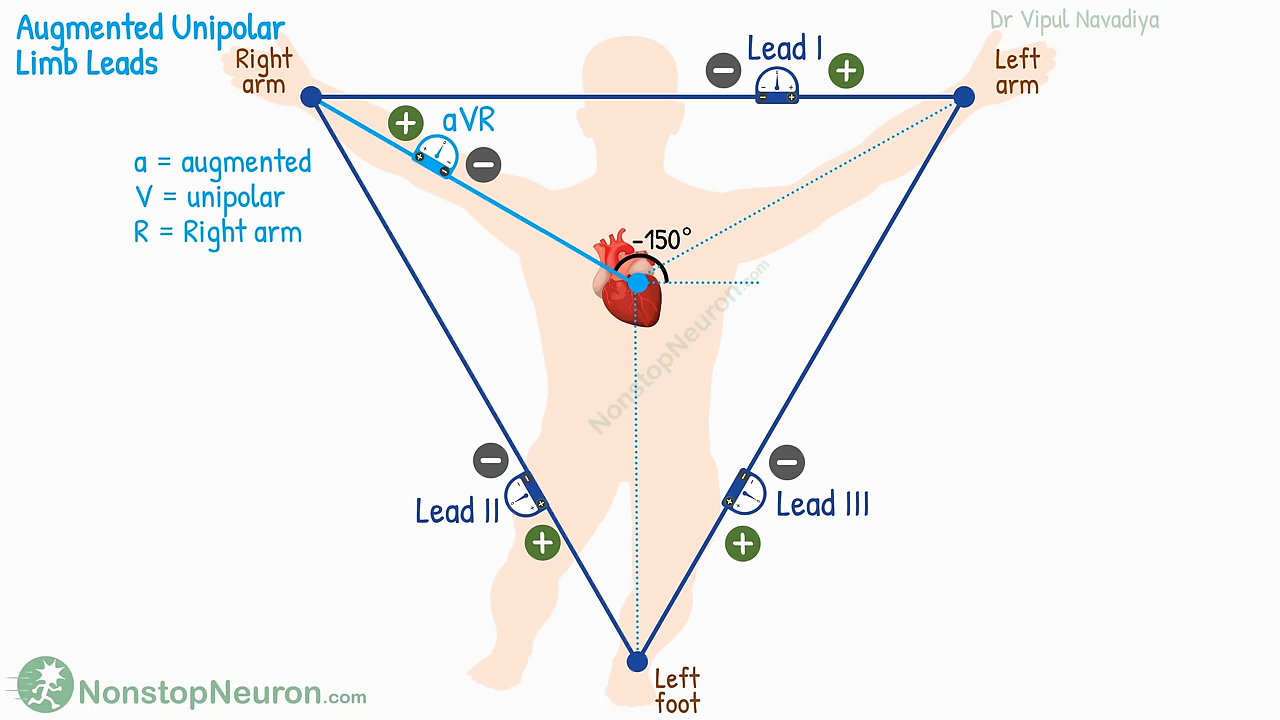 Augmented Unipolar
Limb Leads
Dr Vipul Navadiya
Right
arm
Lead I
− +
Left
arm
+ aVR
−
a = augmented
V = unipolar
R = Right arm
−150°
NonstopNeuron.com
−
Lead II
+
−
Lead III
+
Left
foot
NonstopNeuron.com